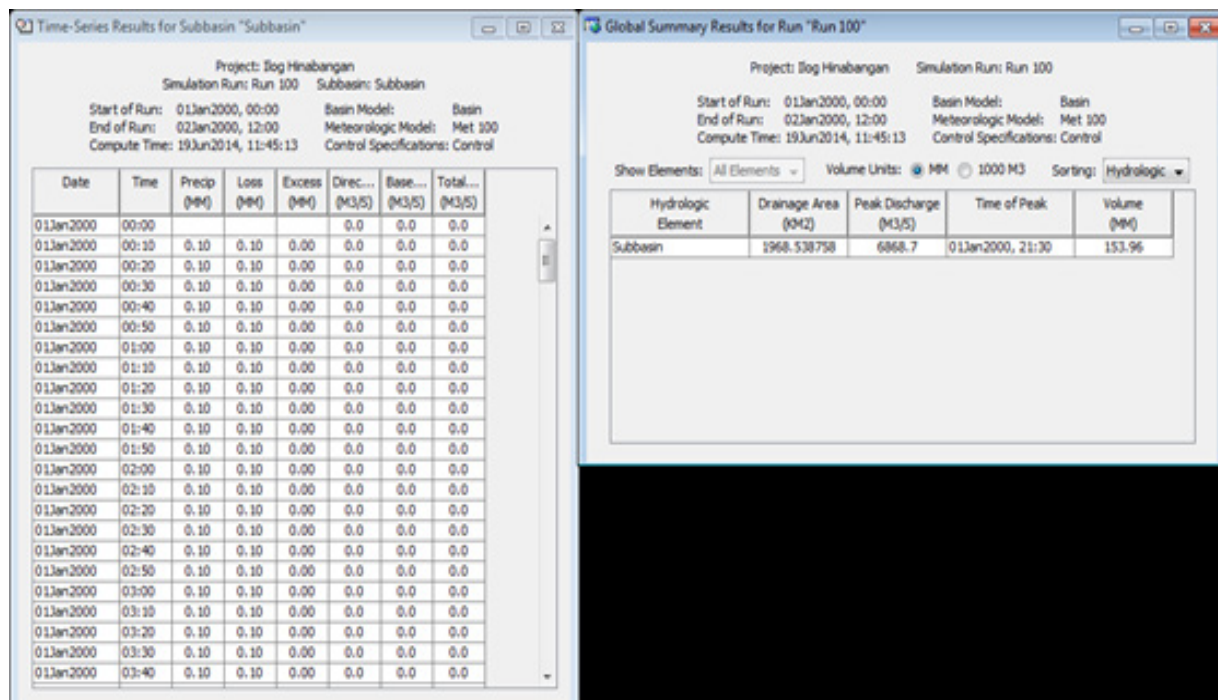 Time-Series Results for Subbasin "Subbasin"
Project: Ilog Hinabangan
Simulation Run: Run 100 Subbasin: Subbasin
Start of Run: 01Jan2000, 00:00 Basin Model: Basin
End of Run: 02Jan2000, 12:00 Meteorologic Model: Met 100
Compute Time: 19Jun2014, 11:45:13 Control Specifications: Control
Date Time Precip Loss Excess Direc... Base... Total...
(MM) (MM) (MM) (M3/S) (M3/S) (M3/S)
01Jan2000 00:00 0.0 0.0 0.0
01Jan2000 00:10 0.10 0.10 0.00 0.0 0.0 0.0
01Jan2000 00:20 0.10 0.10 0.00 0.0 0.0 0.0
01Jan2000 00:30 0.10 0.10 0.00 0.0 0.0 0.0
01Jan2000 00:40 0.10 0.10 0.00 0.0 0.0 0.0
01Jan2000 00:50 0.10 0.10 0.00 0.0 0.0 0.0
01Jan2000 01:00 0.10 0.10 0.00 0.0 0.0 0.0
01Jan2000 01:10 0.10 0.10 0.00 0.0 0.0 0.0
01Jan2000 01:20 0.10 0.10 0.00 0.0 0.0 0.0
01Jan2000 01:30 0.10 0.10 0.00 0.0 0.0 0.0
01Jan2000 01:40 0.10 0.10 0.00 0.0 0.0 0.0
01Jan2000 01:50 0.10 0.10 0.00 0.0 0.0 0.0
01Jan2000 02:00 0.10 0.10 0.00 0.0 0.0 0.0
01Jan2000 02:10 0.10 0.10 0.00 0.0 0.0 0.0
01Jan2000 02:20 0.10 0.10 0.00 0.0 0.0 0.0
01Jan2000 02:30 0.10 0.10 0.00 0.0 0.0 0.0
01Jan2000 02:40 0.10 0.10 0.00 0.0 0.0 0.0
01Jan2000 02:50 0.10 0.10 0.00 0.0 0.0 0.0
01Jan2000 03:00 0.10 0.10 0.00 0.0 0.0 0.0
01Jan2000 03:10 0.10 0.10 0.00 0.0 0.0 0.0
01Jan2000 03:20 0.10 0.10 0.00 0.0 0.0 0.0
01Jan2000 03:30 0.10 0.10 0.00 0.0 0.0 0.0
01Jan2000 03:40 0.10 0.10 0.00 0.0 0.0 0.0
Global Summary Results for Run "Run 100"
Project: Ilog Hinabangan Simulation Run: Run 100
Start of Run: 01Jan2000, 00:00 Basin Model: Basin
End of Run: 02Jan2000, 12:00 Meteorologic Model: Met 100
Compute Time: 19Jun2014, 11:45:13 Control Specifications: Control
Show Elements: All Elements Volume Units: MM 1000 M3 Sorting: Hydrologic
Hydrologic Drainage Area Peak Discharge Time of Peak Volume
Element (KM2) (M3/S) (MM)
Subbasin 1968.538758 6868.7 01Jan2000, 21:30 153.96